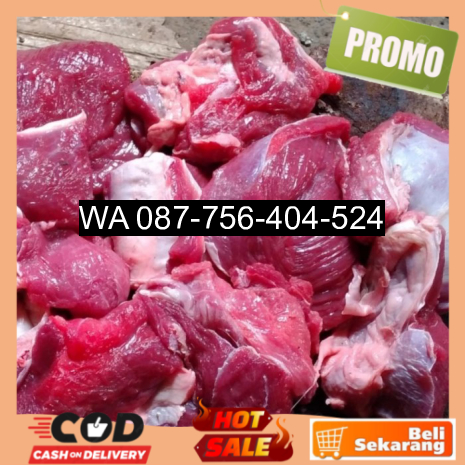 PROMO
WA 087-756-404-524
COD
CASH ON DELIVERY
HOT
SALE
Beli
Sekarang